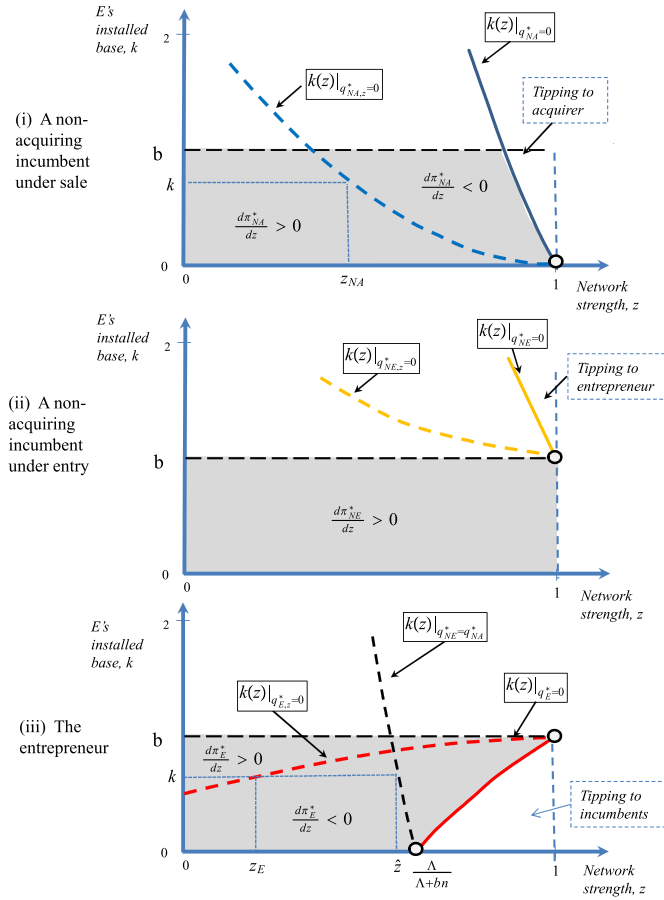 E's
installed
base, k
2
k(z)|q*NA=0
k(z)|q*NA,z=0
Tipping to
acquirer
(i) A non-
acquiring
incumbent
under sale
b
k
dπ*NA/dz < 0
dπ*NA/dz > 0
0
0
zNA
1
Network
strength, z
E's
installed
base, k
2
k(z)|q*NE=0
k(z)|q*NE,z=0
Tipping to
entrepreneur
(ii) A non-
acquiring
incumbent
under entry
b
dπ*NE/dz > 0
0
0
1
Network
strength, z
E's
installed
base, k
2
k(z)|q*NE=q*NA
k(z)|q*E,z=0
k(z)|q*E=0
(iii) The
entrepreneur
b
dπ*E/dz > 0
k
dπ*E/dz < 0
Tipping to
incumbents
0
0
zE
ẑ
Λ/Λ+bn
1
Network
strength, z